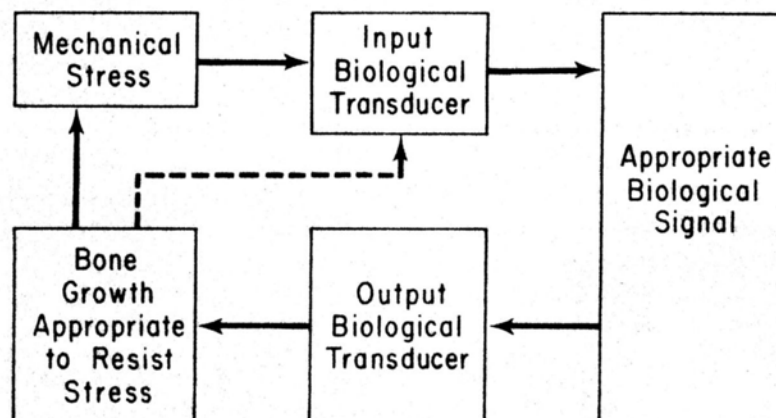 Mechanical
Stress
Input
Biological
Transducer
Appropriate
Biological
Signal
Bone
Growth
Appropriate
to Resist
Stress
Output
Biological
Transducer